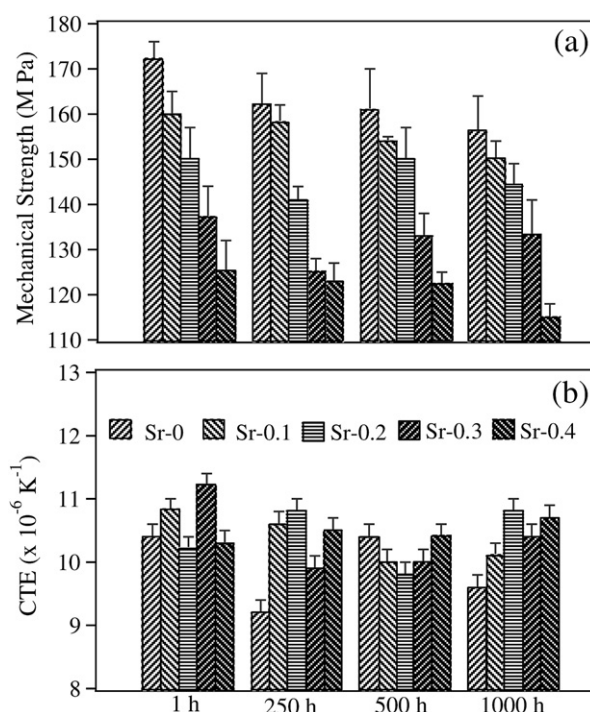 (a)
Mechanical Strength (M Pa)
180
170
160
150
140
130
120
110
(b)
CTE (x 10⁻⁶ K⁻¹)
13
12
11
10
9
8
Sr-0 Sr-0.1 Sr-0.2 Sr-0.3 Sr-0.4
1 h 250 h 500 h 1000 h